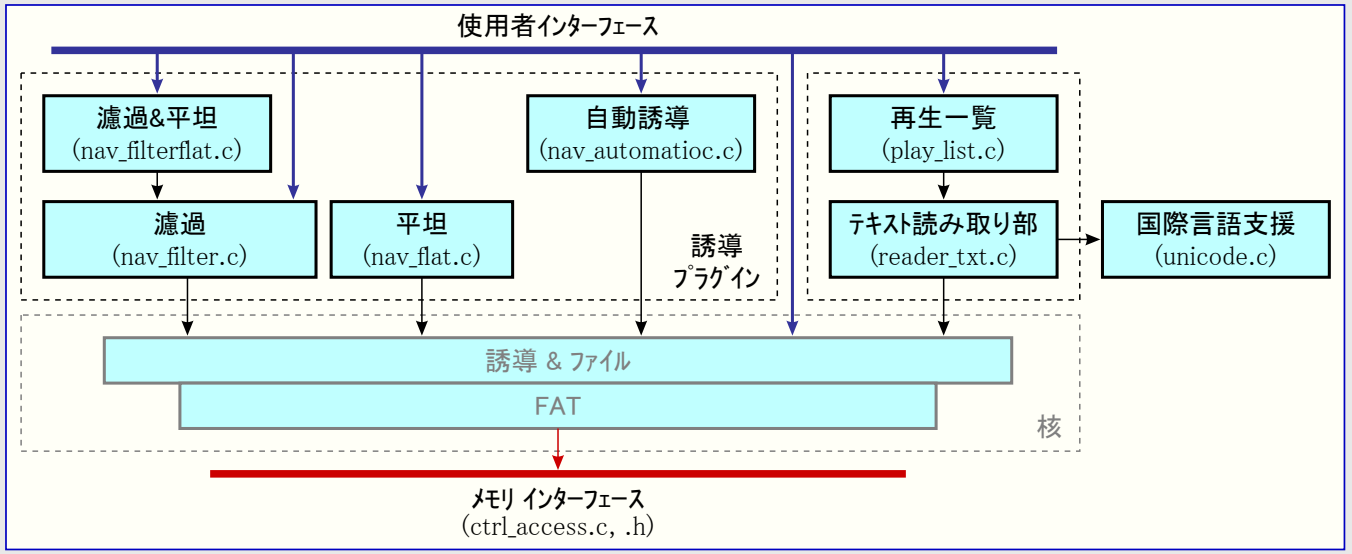 使用者インターフェース
濾過&平坦
(nav_filterflat.c)
自動誘導
(nav_automatioc.c)
再生一覧
(play_list.c)
濾過
(nav_filter.c)
平坦
(nav_flat.c)
誘導
プラグイン
テキスト読み取り部
(reader_txt.c)
国際言語支援
(unicode.c)
誘導 & ファイル
FAT
核
メモリ インターフェース
(ctrl_access.c, .h)